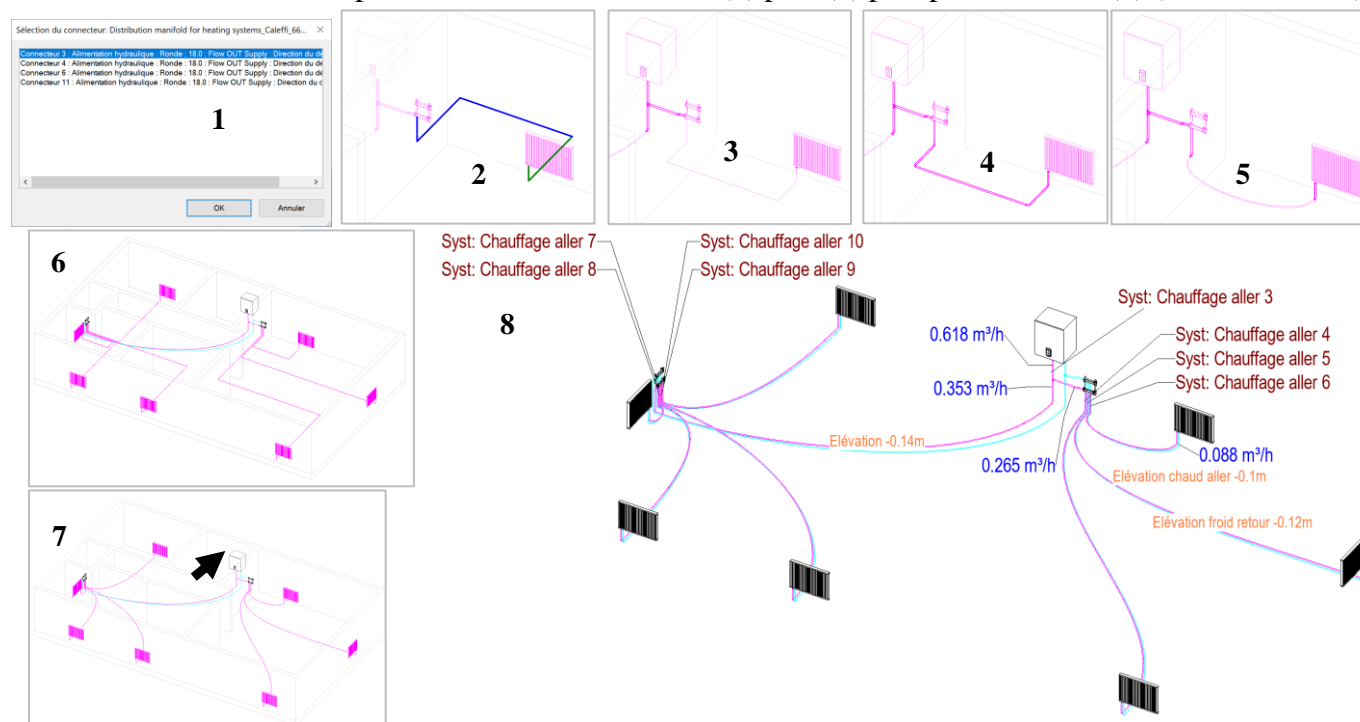 Sélection du connecteur: Distribution manifold for heating systems_Caleffi_66...
Connecteur 3 : Alimentation hydraulique : Ronde : 18.0 : Flow OUT Supply : Direction du dé
Connecteur 4 : Alimentation hydraulique : Ronde : 18.0 : Flow OUT Supply : Direction du dé
Connecteur 6 : Alimentation hydraulique : Ronde : 18.0 : Flow OUT Supply : Direction du dé
Connecteur 11 : Alimentation hydraulique : Ronde : 18.0 : Flow OUT Supply : Direction du d
1
OK
Annuler
2
3
4
5
6
7
8
Syst: Chauffage aller 7
Syst: Chauffage aller 10
Syst: Chauffage aller 8
Syst: Chauffage aller 9
Syst: Chauffage aller 3
0.618 m³/h
Syst: Chauffage aller 4
Syst: Chauffage aller 5
0.353 m³/h
Syst: Chauffage aller 6
Elévation -0.14m
0.265 m³/h
0.088 m³/h
Elévation chaud aller -0.1m
Elévation froid retour -0.12m